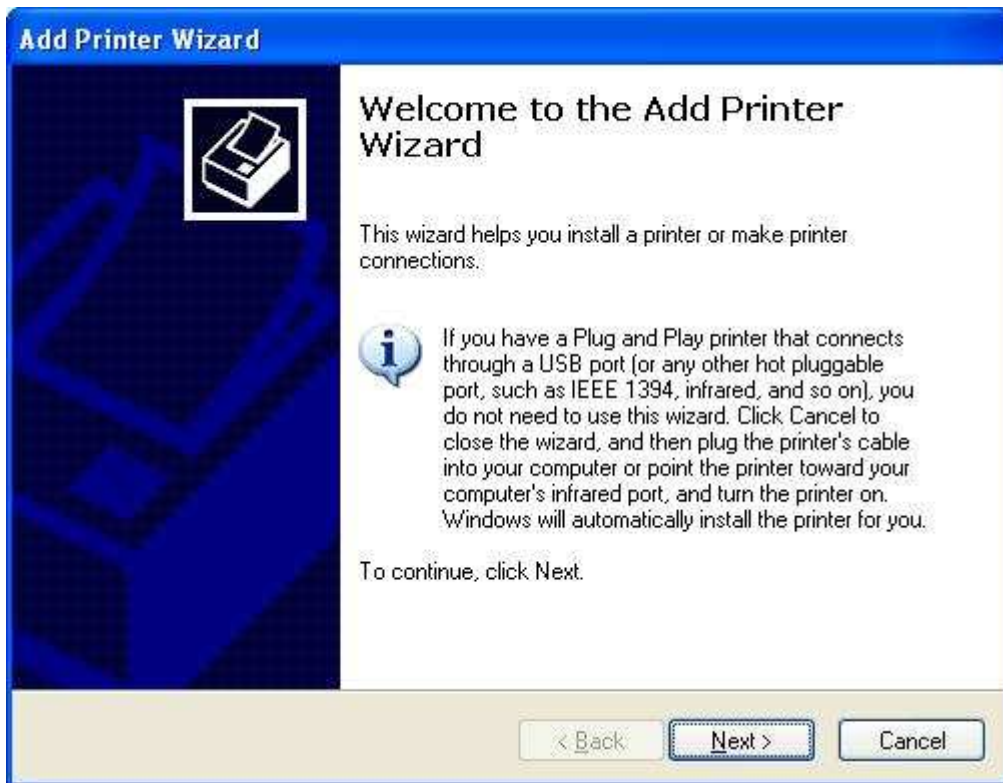 Add Printer Wizard
Welcome to the Add Printer
Wizard
This wizard helps you install a printer or make printer
connections.
If you have a Plug and Play printer that connects
through a USB port (or any other hot pluggable
port, such as IEEE 1394, infrared, and so on), you
do not need to use this wizard. Click Cancel to
close the wizard, and then plug the printer's cable
into your computer or point the printer toward your
computer's infrared port, and turn the printer on.
Windows will automatically install the printer for you.
To continue, click Next.
< Back Next > Cancel